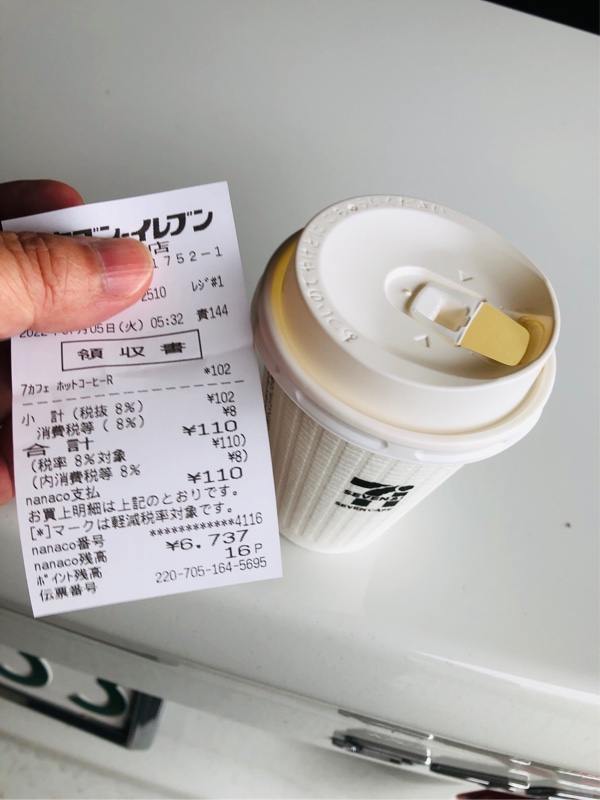 セブン-イレブン
店
1752-1
2510 レジ#1
05日(火) 05:32 責144
領収書
7カフェ ホットコーヒーR *102
小 計(税抜 8%) ¥102
消費税等( 8%) ¥8
合 計 ¥110
(税率 8%対象 ¥110)
(内消費税等 8% ¥8)
nanaco支払 ¥110
お買上明細は上記のとおりです。
[*]マークは軽減税率対象です。
nanaco番号 ************4116
nanaco残高 ¥6,737
ポイント残高 16P
伝票番号 220-705-164-5695
SEVEN CAFÉ